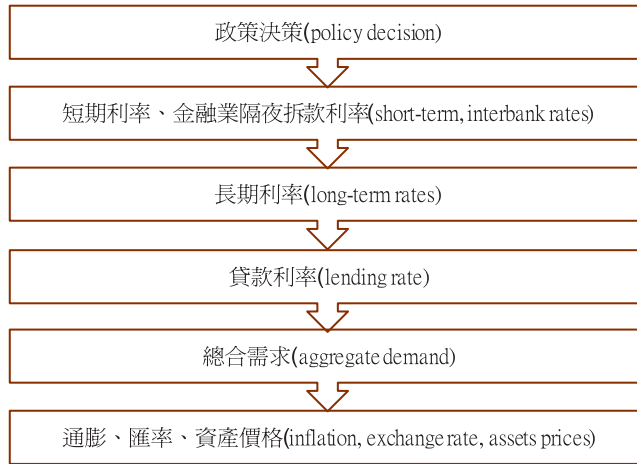 政策決策(policy decision)
短期利率、金融業隔夜拆款利率(short-term, interbank rates)
長期利率(long-term rates)
貸款利率(lending rate)
總合需求(aggregate demand)
通膨、匯率、資產價格(inflation, exchange rate, assets prices)